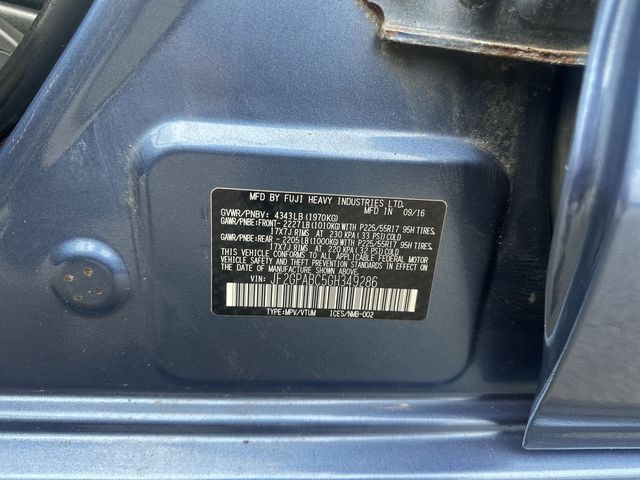 MFD BY FUJI HEAVY INDUSTRIES LTD.
MFD IN 09/16
GVWR/PNBV: 4343LB(1970KG)
GAWR/PNBE:FRONT- 2227LB(1010KG)WITH P225/55R17 95H TIRES,
17X7J RIMS AT 230 KPA( 33 PSI)COLD
GAWR/PNBE:REAR - 2205LB(1000KG)WITH P225/55R17 95H TIRES,
17X7J RIMS AT 220 KPA( 32 PSI)COLD
THIS VEHICLE CONFORMS TO ALL APPLICABLE FEDERAL MOTOR
VEHICLE SAFETY AND THEFT PREVENTION STANDARDS IN EFFECT ON
THE DATE OF MANUFACTURE SHOWN ABOVE.
VIN: JF2GPABC5GH349286
TYPE:MPV/VTUM ICES/NMB-002